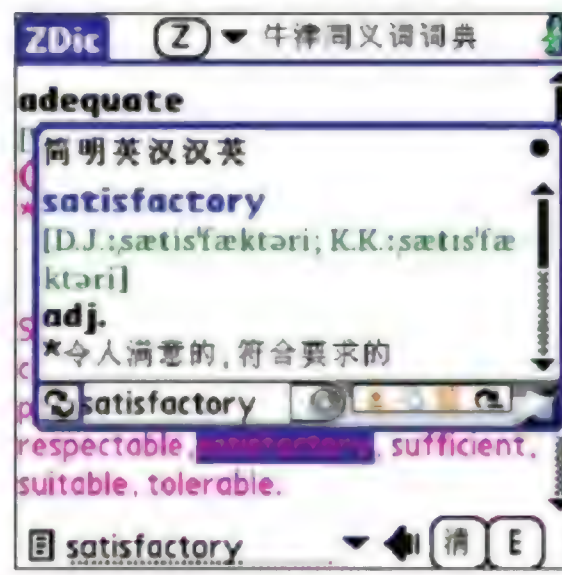 ZDic Z 牛津同义词词典
adequate
简明英汉汉英
satisfactory
[D.J.:ˌsætis'fæktəri; K.K.:ˌsætɪs'fæ
ktəri]
adj.
*令人满意的,符合要求的
satisfactory
respectable, satisfactory, sufficient,
suitable, tolerable.
satisfactory 清 E